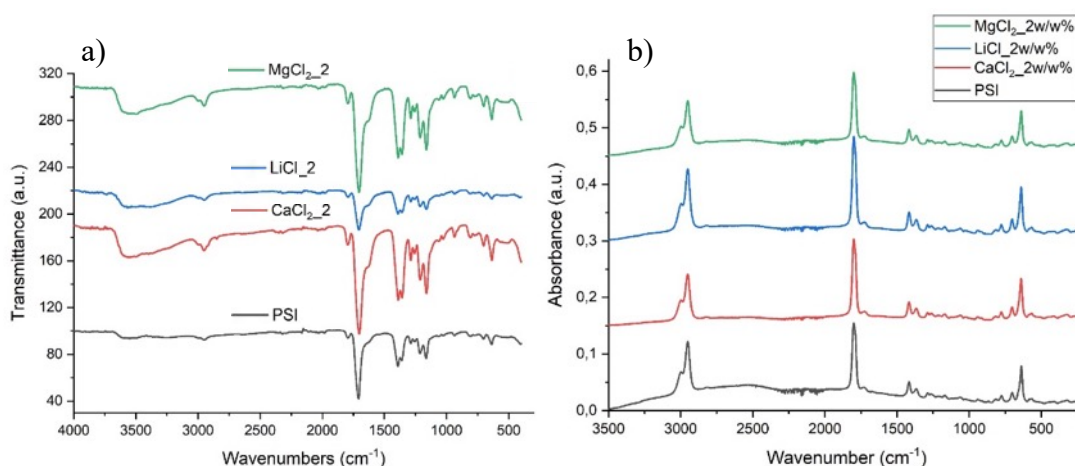 a)
MgCl₂_2
LiCl_2
CaCl₂_2
PSI
Transmittance (a.u.)
320
280
240
200
160
120
80
40
4000 3500 3000 2500 2000 1500 1000 500
Wavenumbers (cm⁻¹)
b)
MgCl₂_2w/w%
LiCl_2w/w%
CaCl₂_2w/w%
PSI
Absorbance (a.u.)
0,6
0,5
0,4
0,3
0,2
0,1
0,0
3500 3000 2500 2000 1500 1000 500
Wavenumber (cm⁻¹)